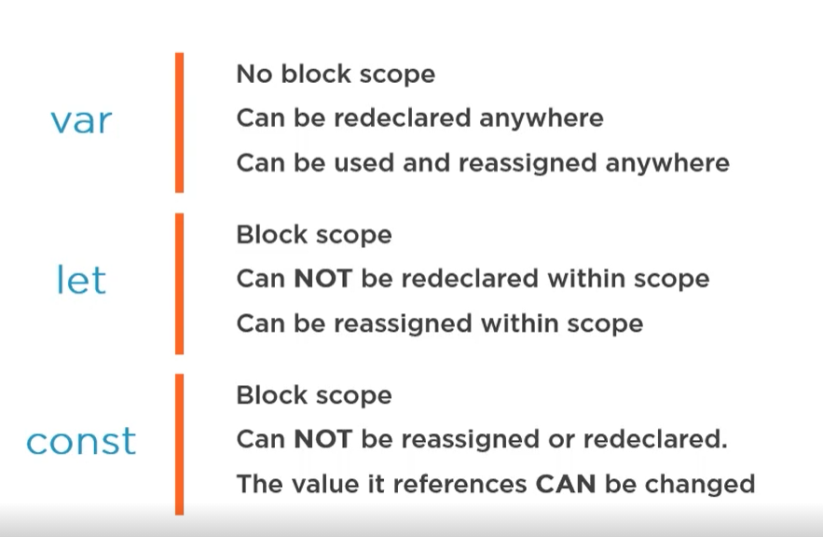 var
No block scope
Can be redeclared anywhere
Can be used and reassigned anywhere
let
Block scope
Can NOT be redeclared within scope
Can be reassigned within scope
const
Block scope
Can NOT be reassigned or redeclared.
The value it references CAN be changed